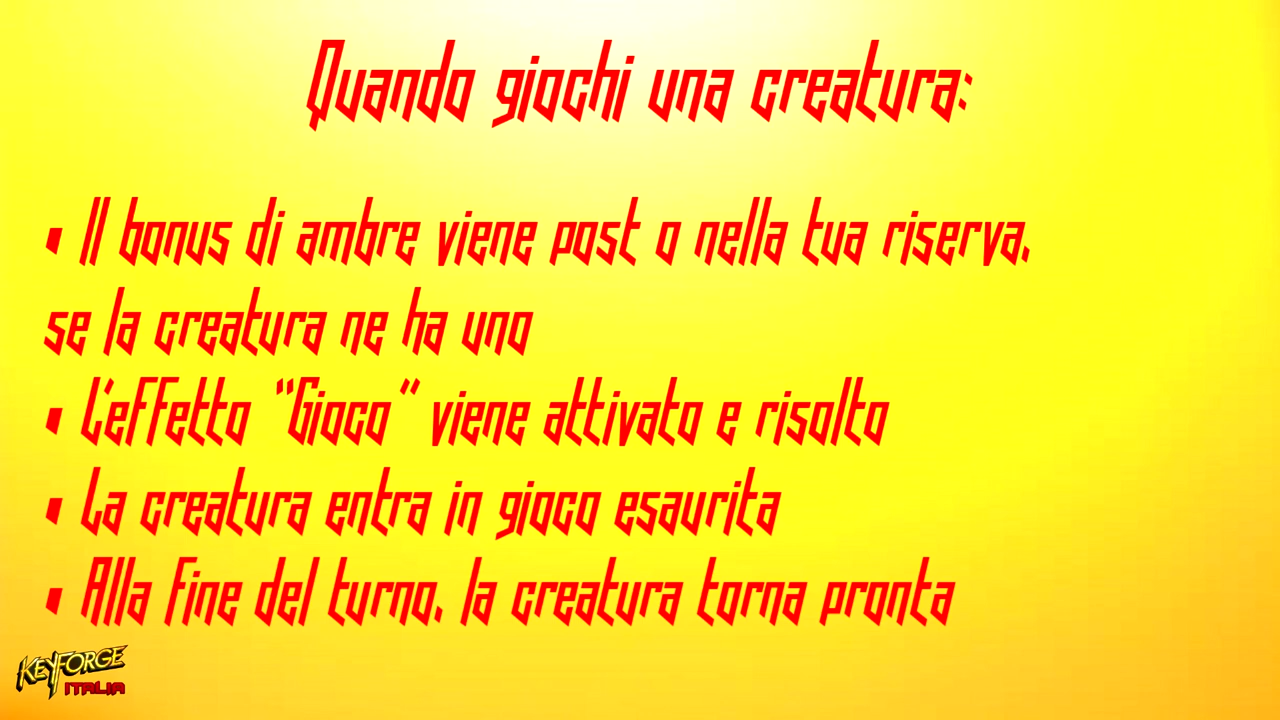 Quando giochi una creatura:
• Il bonus di ambre viene post o nella tua riserva,
se la creatura ne ha uno
• L'effetto “Gioco” viene attivato e risolto
• La creatura entra in gioco esaurita
• Alla fine del turno, la creatura torna pronta
KEYFORGE
ITALIA